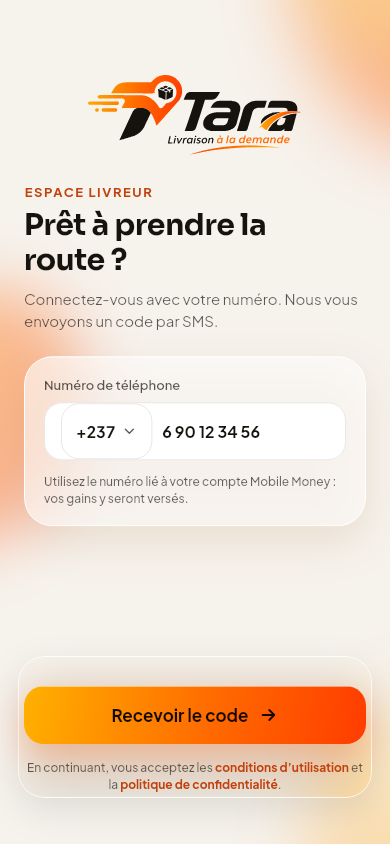 Tara
Livraison à la demande
ESPACE LIVREUR
Prêt à prendre la
route ?
Connectez-vous avec votre numéro. Nous vous
envoyons un code par SMS.
Numéro de téléphone
+237 6 90 12 34 56
Utilisez le numéro lié à votre compte Mobile Money :
vos gains y seront versés.
Recevoir le code →
En continuant, vous acceptez les conditions d’utilisation et
la politique de confidentialité.